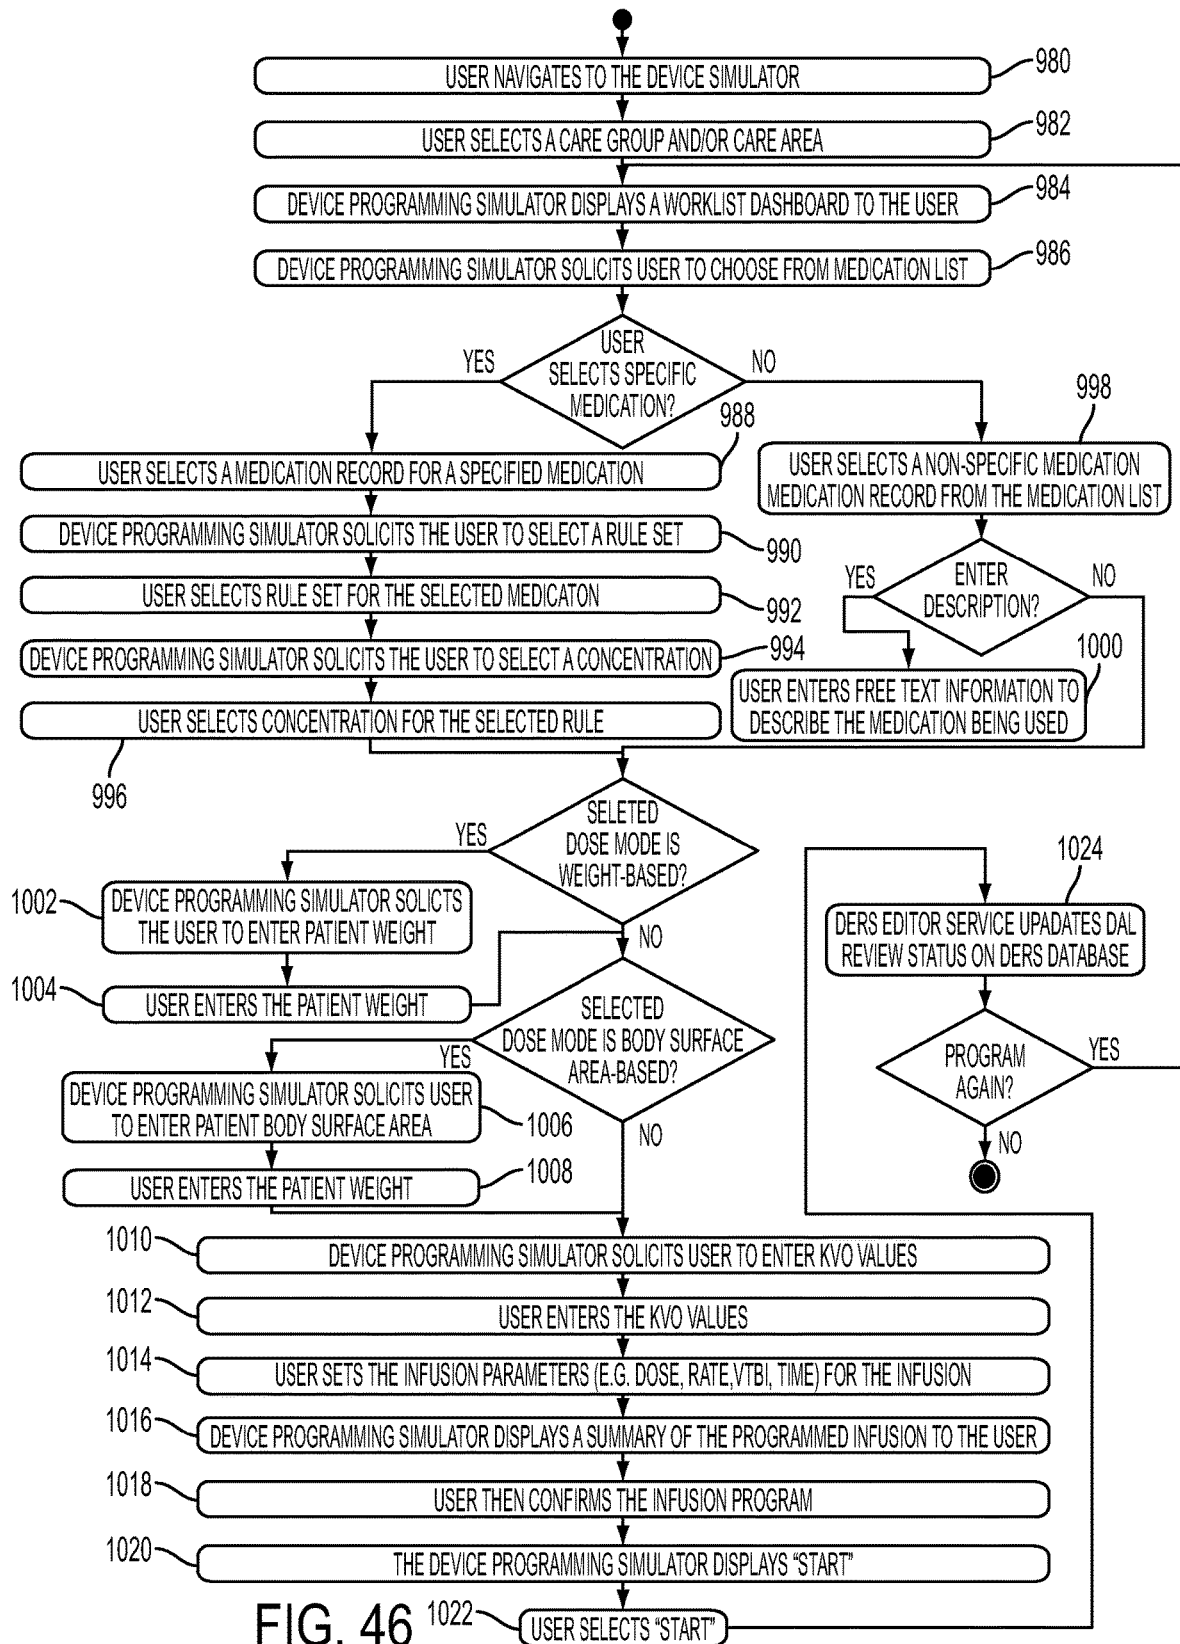 USER NAVIGATES TO THE DEVICE SIMULATOR
980
USER SELECTS A CARE GROUP AND/OR CARE AREA
982
DEVICE PROGRAMMING SIMULATOR DISPLAYS A WORKLIST DASHBOARD TO THE USER
984
DEVICE PROGRAMMING SIMULATOR SOLICITS USER TO CHOOSE FROM MEDICATION LIST
986
USER
SELECTS SPECIFIC
MEDICATION?
YES
NO
988
USER SELECTS A MEDICATION RECORD FOR A SPECIFIED MEDICATION
DEVICE PROGRAMMING SIMULATOR SOLICITS THE USER TO SELECT A RULE SET
990
USER SELECTS RULE SET FOR THE SELECTED MEDICATON
992
DEVICE PROGRAMMING SIMULATOR SOLICITS THE USER TO SELECT A CONCENTRATION
994
USER SELECTS CONCENTRATION FOR THE SELECTED RULE
996
998
USER SELECTS A NON-SPECIFIC MEDICATION
MEDICATION RECORD FROM THE MEDICATION LIST
YES
ENTER
DESCRIPTION?
NO
1000
USER ENTERS FREE TEXT INFORMATION TO
DESCRIBE THE MEDICATION BEING USED
SELETED
DOSE MODE IS
WEIGHT-BASED?
YES
NO
1002
DEVICE PROGRAMMING SIMULATOR SOLICTS
THE USER TO ENTER PATIENT WEIGHT
1004
USER ENTERS THE PATIENT WEIGHT
SELECTED
DOSE MODE IS BODY SURFACE
AREA-BASED?
YES
NO
DEVICE PROGRAMMING SIMULATOR SOLICITS USER
TO ENTER PATIENT BODY SURFACE AREA
1006
USER ENTERS THE PATIENT WEIGHT
1008
1010
DEVICE PROGRAMMING SIMULATOR SOLICITS USER TO ENTER KVO VALUES
1012
USER ENTERS THE KVO VALUES
1014
USER SETS THE INFUSION PARAMETERS (E.G. DOSE, RATE,VTBI, TIME) FOR THE INFUSION
1016
DEVICE PROGRAMMING SIMULATOR DISPLAYS A SUMMARY OF THE PROGRAMMED INFUSION TO THE USER
1018
USER THEN CONFIRMS THE INFUSION PROGRAM
1020
THE DEVICE PROGRAMMING SIMULATOR DISPLAYS "START"
1022
USER SELECTS "START"
1024
DERS EDITOR SERVICE UPADATES DAL
REVIEW STATUS ON DERS DATABASE
PROGRAM
AGAIN?
YES
NO
FIG. 46